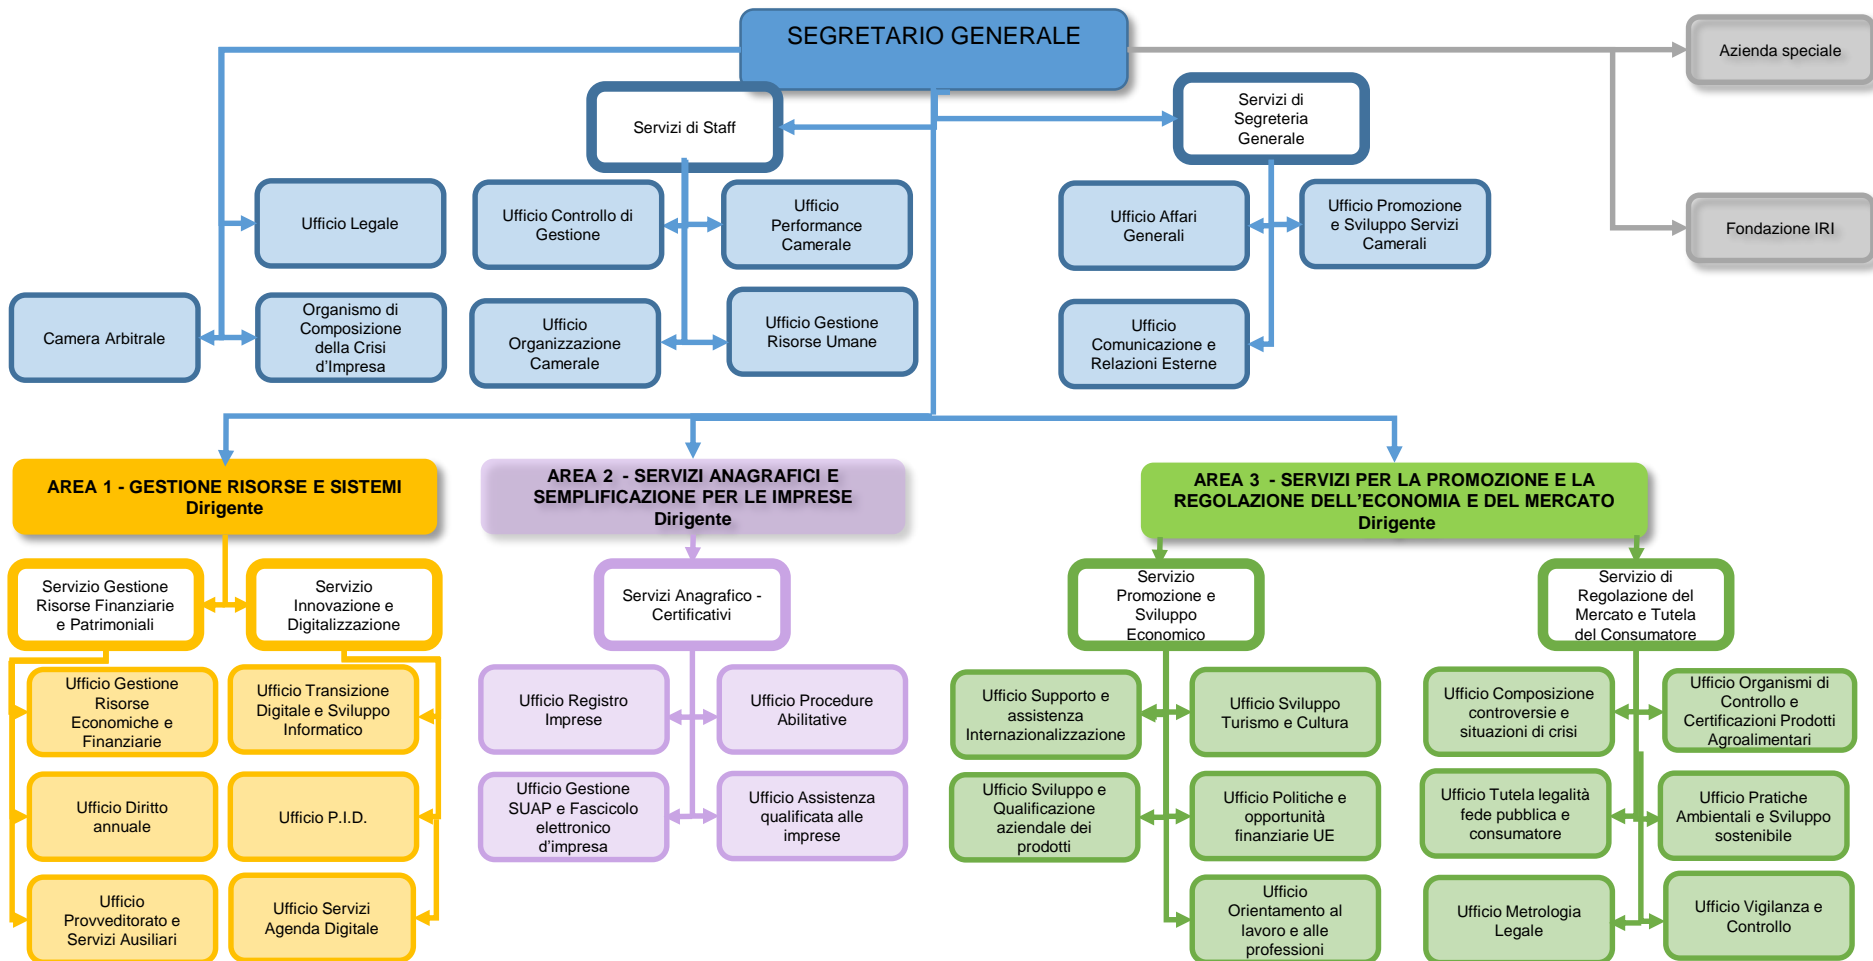 SEGRETARIO GENERALE
Azienda speciale
Servizi di Staff
Servizi di
Segreteria
Generale
Ufficio Legale
Ufficio Controllo di
Gestione
Ufficio
Performance
Camerale
Ufficio Affari
Generali
Ufficio Promozione
e Sviluppo Servizi
Camerali
Fondazione IRI
Camera Arbitrale
Organismo di
Composizione
della Crisi
d’Impresa
Ufficio
Organizzazione
Camerale
Ufficio Gestione
Risorse Umane
Ufficio
Comunicazione e
Relazioni Esterne
AREA 1 - GESTIONE RISORSE E SISTEMI
Dirigente
AREA 2 - SERVIZI ANAGRAFICI E
SEMPLIFICAZIONE PER LE IMPRESE
Dirigente
AREA 3 - SERVIZI PER LA PROMOZIONE E LA
REGOLAZIONE DELL’ECONOMIA E DEL MERCATO
Dirigente
Servizio Gestione
Risorse Finanziarie
e Patrimoniali
Servizio
Innovazione e
Digitalizzazione
Servizi Anagrafico -
Certificativi
Servizio
Promozione e
Sviluppo
Economico
Servizio di
Regolazione del
Mercato e Tutela
del Consumatore
Ufficio Gestione
Risorse
Economiche e
Finanziarie
Ufficio Transizione
Digitale e Sviluppo
Informatico
Ufficio Registro
Imprese
Ufficio Procedure
Abilitative
Ufficio Supporto e
assistenza
Internazionalizzazione
Ufficio Sviluppo
Turismo e Cultura
Ufficio Composizione
controversie e
situazioni di crisi
Ufficio Organismi di
Controllo e
Certificazioni Prodotti
Agroalimentari
Ufficio Diritto
annuale
Ufficio P.I.D.
Ufficio Gestione
SUAP e Fascicolo
elettronico
d’impresa
Ufficio Assistenza
qualificata alle
imprese
Ufficio Sviluppo e
Qualificazione
aziendale dei
prodotti
Ufficio Politiche e
opportunità
finanziarie UE
Ufficio Tutela legalità
fede pubblica e
consumatore
Ufficio Pratiche
Ambientali e Sviluppo
sostenibile
Ufficio
Provveditorato e
Servizi Ausiliari
Ufficio Servizi
Agenda Digitale
Ufficio
Orientamento al
lavoro e alle
professioni
Ufficio Metrologia
Legale
Ufficio Vigilanza e
Controllo